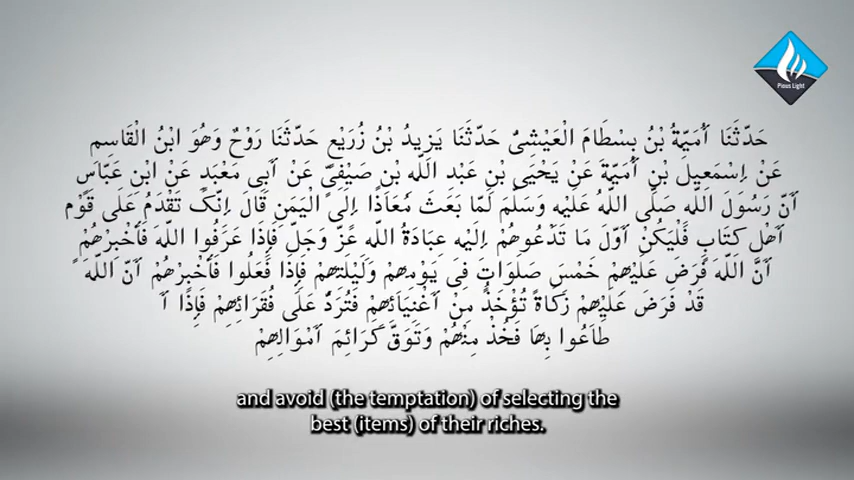 Pious Light
حَدَّثَنَا أُمَيَّةُ بْنُ بِسْطَامَ الْعَيْشِىُّ حَدَّثَنَا يَزِيدُ بْنُ زُرَيْعٍ حَدَّثَنَا رَوْحٌ وَهُوَ ابْنُ الْقَاسِمِ
عَنْ إِسْمَعِيلَ بْنِ أُمَيَّةَ عَنِ يَحْيَى بْنِ عَبْدِ اللَّهِ بْنِ صَيْفِىٍّ عَنْ أَبِى مَعْبَدٍ عَنْ ابْنِ عَبَّاسٍ
أَنَّ رَسُولَ اللَّهِ صَلَّى اللَّهُ عَلَيْهِ وَسَلَّمَ لَمَّا بَعَثَ مُعَاذًا إِلَى الْيَمَنِ قَالَ إِنَّكَ تَقْدَمُ عَلَى قَوْمٍ
أَهْلِ كِتَابٍ فَلْيَكُنْ أَوَّلَ مَا تَدْعُوهُمْ إِلَيْهِ عِبَادَةُ اللَّهِ عَزَّ وَجَلَّ فَإِذَا عَرَفُوا اللَّهَ فَأَخْبِرْهُمْ
أَنَّ اللَّهَ فَرَضَ عَلَيْهِمْ خَمْسَ صَلَوَاتٍ فِى يَوْمِهِمْ وَلَيْلَتِهِمْ فَإِذَا فَعَلُوا فَأَخْبِرْهُمْ أَنَّ اللَّهَ
قَدْ فَرَضَ عَلَيْهِمْ زَكَاةً تُؤْخَذُ مِنْ أَغْنِيَائِهِمْ فَتُرَدُّ عَلَى فُقَرَائِهِمْ فَإِذَا أَ
طَاعُوا بِهَا فَخُذْ مِنْهُمْ وَتَوَقَّ كَرَائِمَ أَمْوَالِهِمْ
and avoid (the temptation) of selecting the
best (items) of their riches.